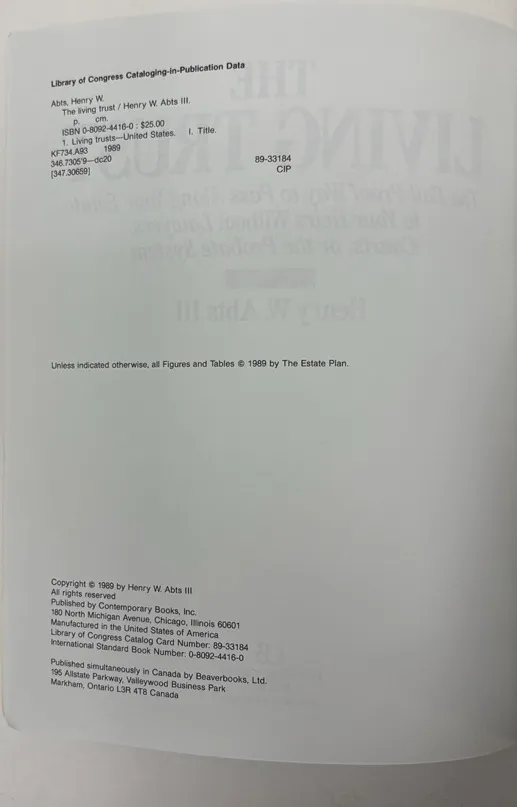 Library of Congress Cataloging-in-Publication Data
Abts, Henry W.
The living trust / Henry W. Abts III.
p. cm.
ISBN 0-8092-4416-0 : $25.00
1. Living trusts—United States. I. Title.
KF734.A93 1989
346.7305'9—dc20
[347.30659] 89-33184
CIP
Unless indicated otherwise, all Figures and Tables © 1989 by The Estate Plan.
Copyright © 1989 by Henry W. Abts III
All rights reserved
Published by Contemporary Books, Inc.
180 North Michigan Avenue, Chicago, Illinois 60601
Manufactured in the United States of America
Library of Congress Catalog Card Number: 89-33184
International Standard Book Number: 0-8092-4416-0
Published simultaneously in Canada by Beaverbooks, Ltd.
195 Allstate Parkway, Valleywood Business Park
Markham, Ontario L3R 4T8 Canada
THE
LIVING TRUST
Henry W. Abts III